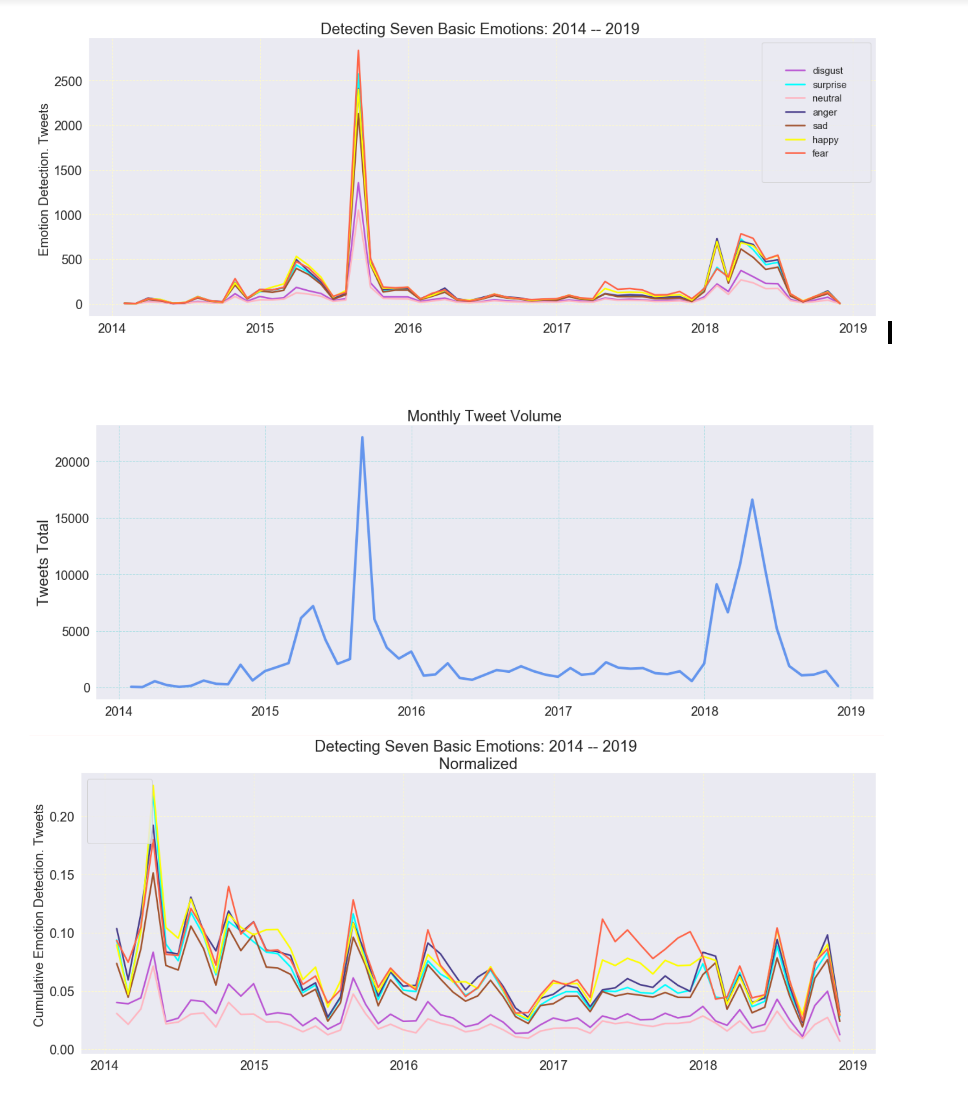 Detecting Seven Basic Emotions: 2014 -- 2019
Emotion Detection. Tweets
2500
2000
1500
1000
500
0
disgust
surprise
neutral
anger
sad
happy
fear
2014 2015 2016 2017 2018 2019
Monthly Tweet Volume
Tweets Total
20000
15000
10000
5000
0
2014 2015 2016 2017 2018 2019
Detecting Seven Basic Emotions: 2014 -- 2019
Normalized
Cumulative Emotion Detection. Tweets
0.20
0.15
0.10
0.05
0.00
2014 2015 2016 2017 2018 2019